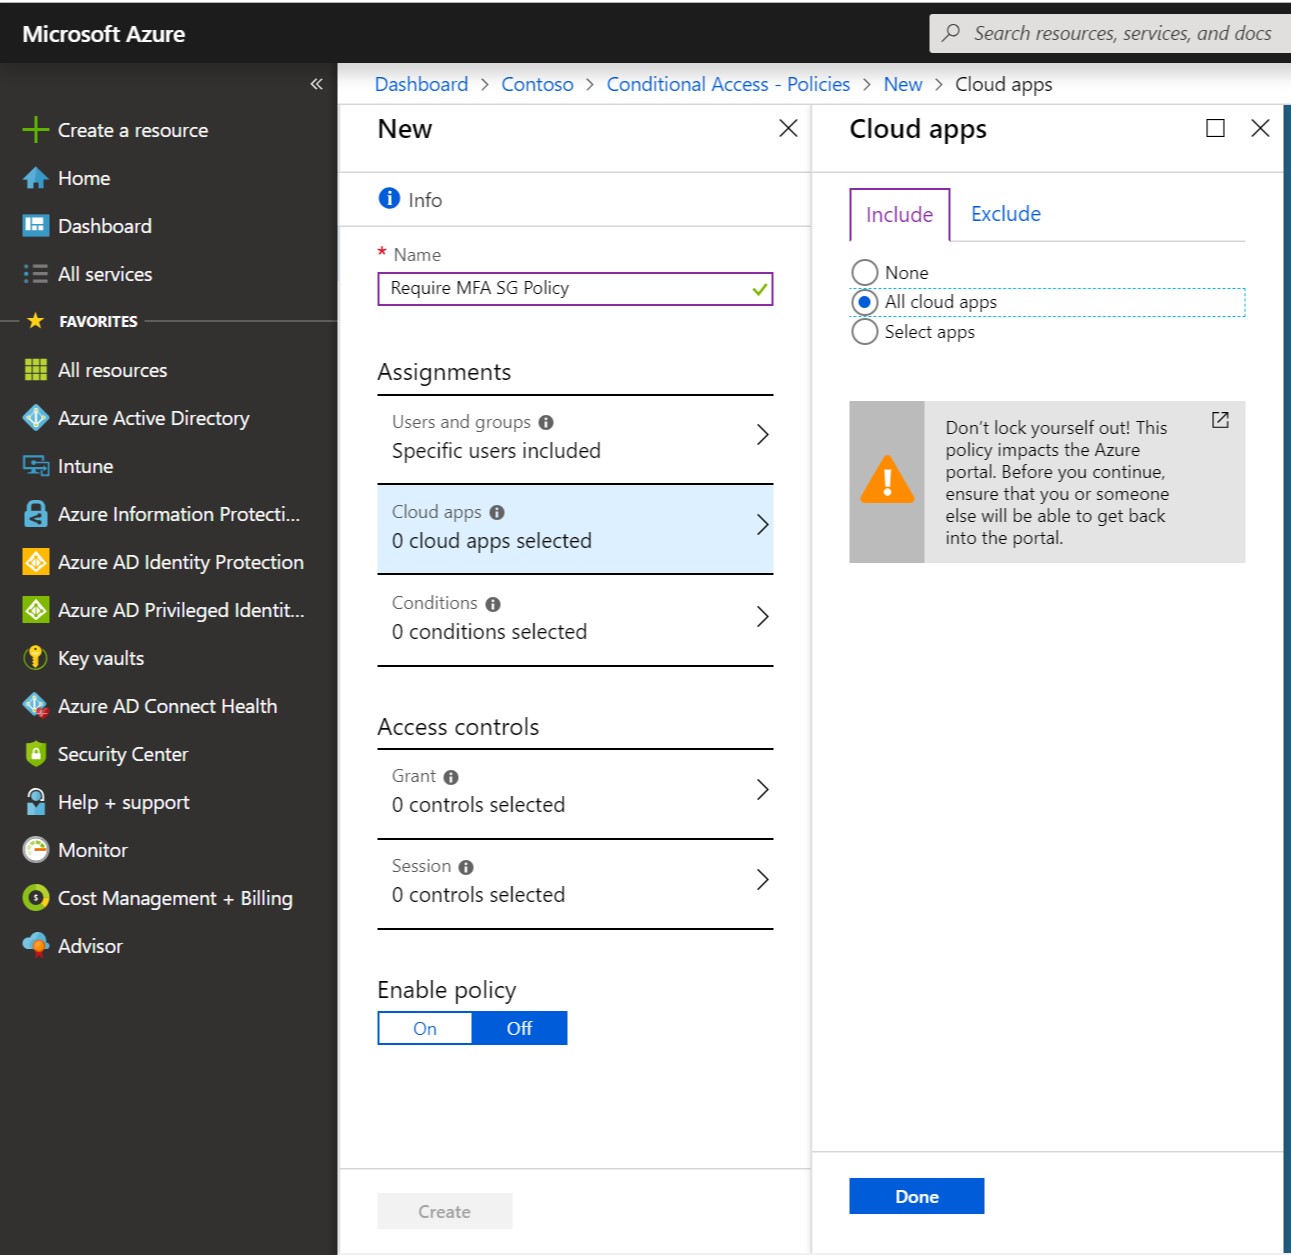 Microsoft Azure
Search resources, services, and docs
«
Dashboard > Contoso > Conditional Access - Policies > New > Cloud apps
Create a resource
Home
Dashboard
All services
FAVORITES
All resources
Azure Active Directory
Intune
Azure Information Protecti...
Azure AD Identity Protection
Azure AD Privileged Identit...
Key vaults
Azure AD Connect Health
Security Center
Help + support
Monitor
Cost Management + Billing
Advisor
New
Info
* Name
Require MFA SG Policy
Assignments
Users and groups
Specific users included
Cloud apps
0 cloud apps selected
Conditions
0 conditions selected
Access controls
Grant
0 controls selected
Session
0 controls selected
Enable policy
On Off
Create
Cloud apps
Include Exclude
None
All cloud apps
Select apps
Don't lock yourself out! This
policy impacts the Azure
portal. Before you continue,
ensure that you or someone
else will be able to get back
into the portal.
Done